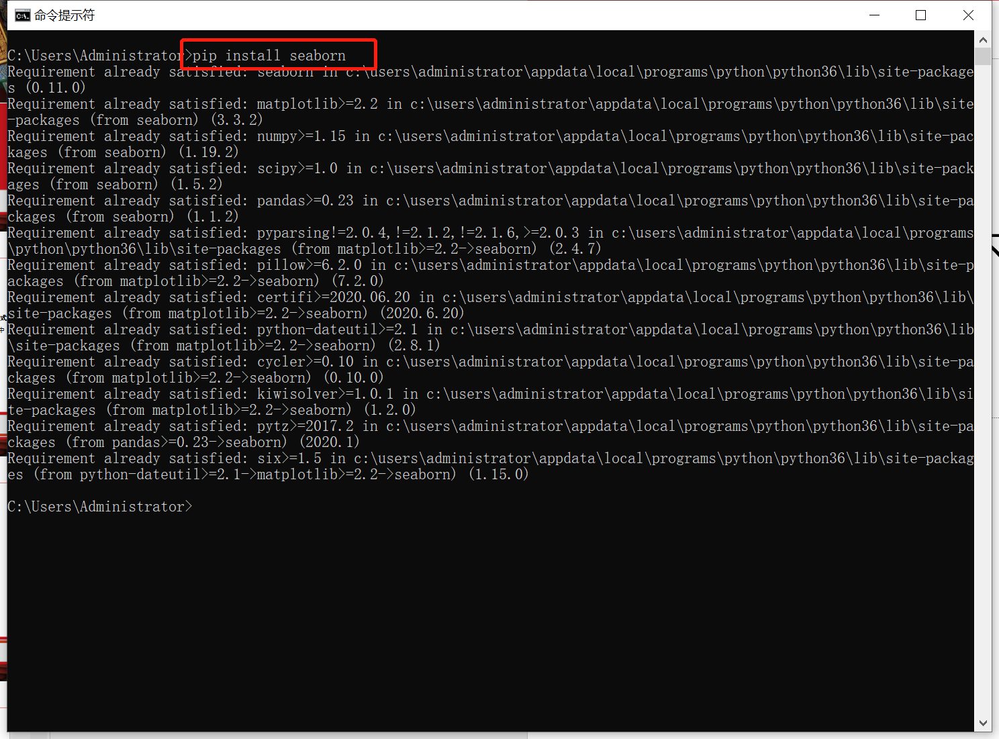 命令提示符
C:\Users\Administrator>pip install seaborn
Requirement already satisfied: seaborn in c:\users\administrator\appdata\local\programs\python\python36\lib\site-package
s (0.11.0)
Requirement already satisfied: matplotlib>=2.2 in c:\users\administrator\appdata\local\programs\python\python36\lib\site
-packages (from seaborn) (3.3.2)
Requirement already satisfied: numpy>=1.15 in c:\users\administrator\appdata\local\programs\python\python36\lib\site-pac
kages (from seaborn) (1.19.2)
Requirement already satisfied: scipy>=1.0 in c:\users\administrator\appdata\local\programs\python\python36\lib\site-pack
ages (from seaborn) (1.5.2)
Requirement already satisfied: pandas>=0.23 in c:\users\administrator\appdata\local\programs\python\python36\lib\site-pa
ckages (from seaborn) (1.1.2)
Requirement already satisfied: pyparsing!=2.0.4,!=2.1.2,!=2.1.6,>=2.0.3 in c:\users\administrator\appdata\local\programs
\python\python36\lib\site-packages (from matplotlib>=2.2->seaborn) (2.4.7)
Requirement already satisfied: pillow>=6.2.0 in c:\users\administrator\appdata\local\programs\python\python36\lib\site-p
ackages (from matplotlib>=2.2->seaborn) (7.2.0)
Requirement already satisfied: certifi>=2020.06.20 in c:\users\administrator\appdata\local\programs\python\python36\lib\
site-packages (from matplotlib>=2.2->seaborn) (2020.6.20)
Requirement already satisfied: python-dateutil>=2.1 in c:\users\administrator\appdata\local\programs\python\python36\lib
\site-packages (from matplotlib>=2.2->seaborn) (2.8.1)
Requirement already satisfied: cycler>=0.10 in c:\users\administrator\appdata\local\programs\python\python36\lib\site-pa
ckages (from matplotlib>=2.2->seaborn) (0.10.0)
Requirement already satisfied: kiwisolver>=1.0.1 in c:\users\administrator\appdata\local\programs\python\python36\lib\si
te-packages (from matplotlib>=2.2->seaborn) (1.2.0)
Requirement already satisfied: pytz>=2017.2 in c:\users\administrator\appdata\local\programs\python\python36\lib\site-pa
ckages (from pandas>=0.23->seaborn) (2020.1)
Requirement already satisfied: six>=1.5 in c:\users\administrator\appdata\local\programs\python\python36\lib\site-packag
es (from python-dateutil>=2.1->matplotlib>=2.2->seaborn) (1.15.0)
C:\Users\Administrator>